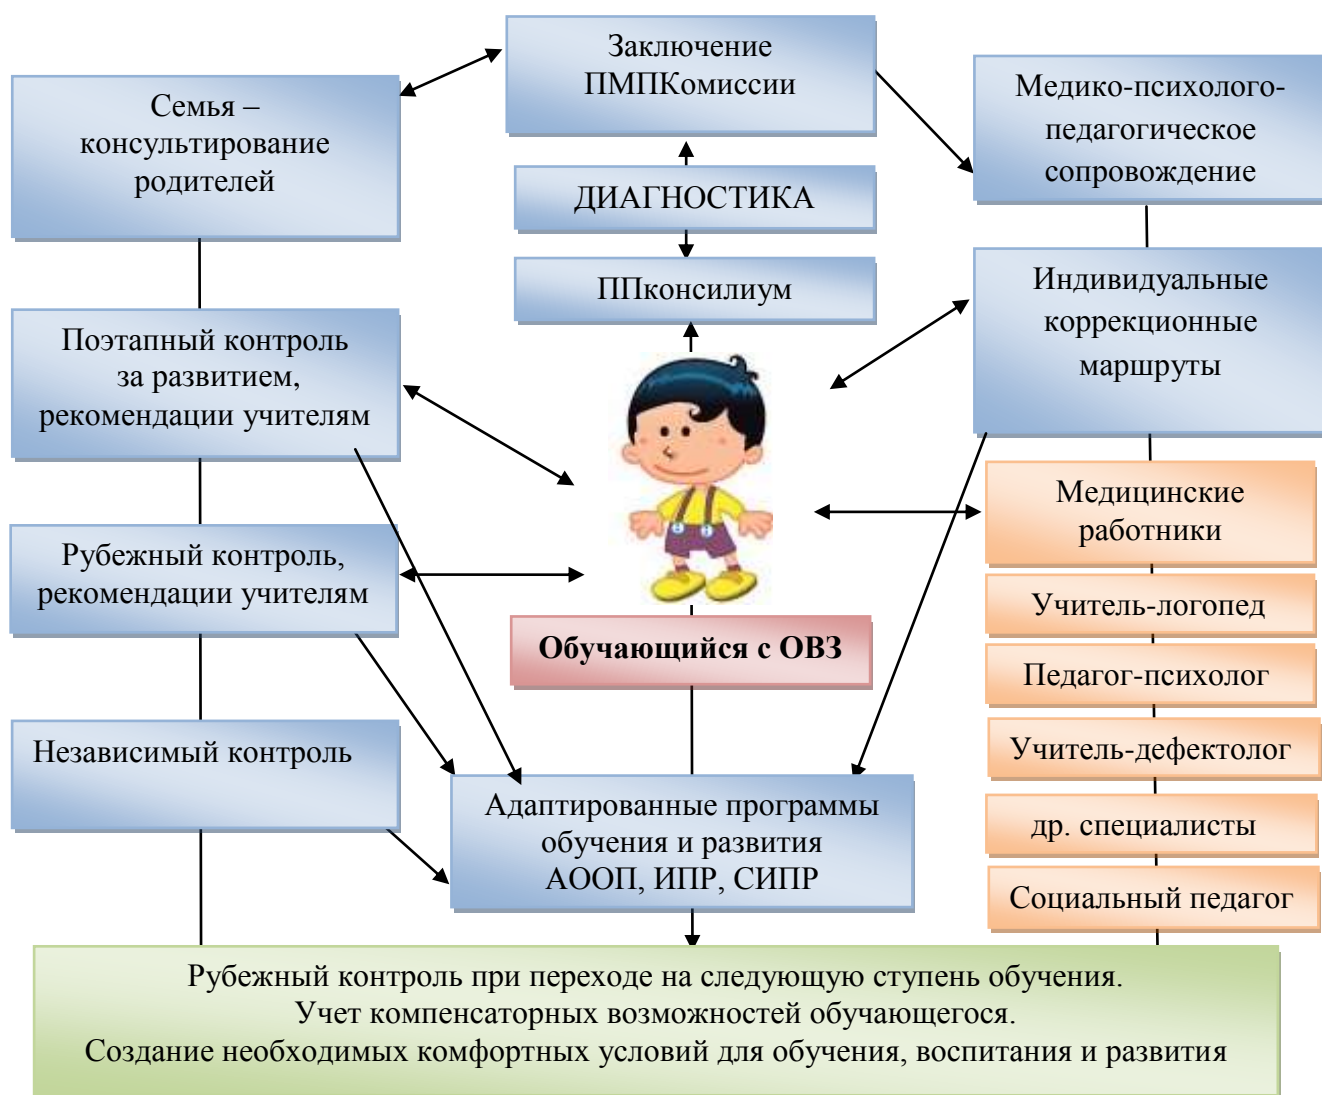 Заключение
ПМПКомиссии
Семья –
консультирование
родителей
Медико-психолого-
педагогическое
сопровождение
ДИАГНОСТИКА
ППконсилиум
Индивидуальные
коррекционные
маршруты
Поэтапный контроль
за развитием,
рекомендации учителям
Медицинские
работники
Рубежный контроль,
рекомендации учителям
Учитель-логопед
Обучающийся с ОВЗ
Педагог-психолог
Независимый контроль
Учитель-дефектолог
Адаптированные программы
обучения и развития
АООП, ИПР, СИПР
др. специалисты
Социальный педагог
Рубежный контроль при переходе на следующую ступень обучения.
Учет компенсаторных возможностей обучающегося.
Создание необходимых комфортных условий для обучения, воспитания и развития